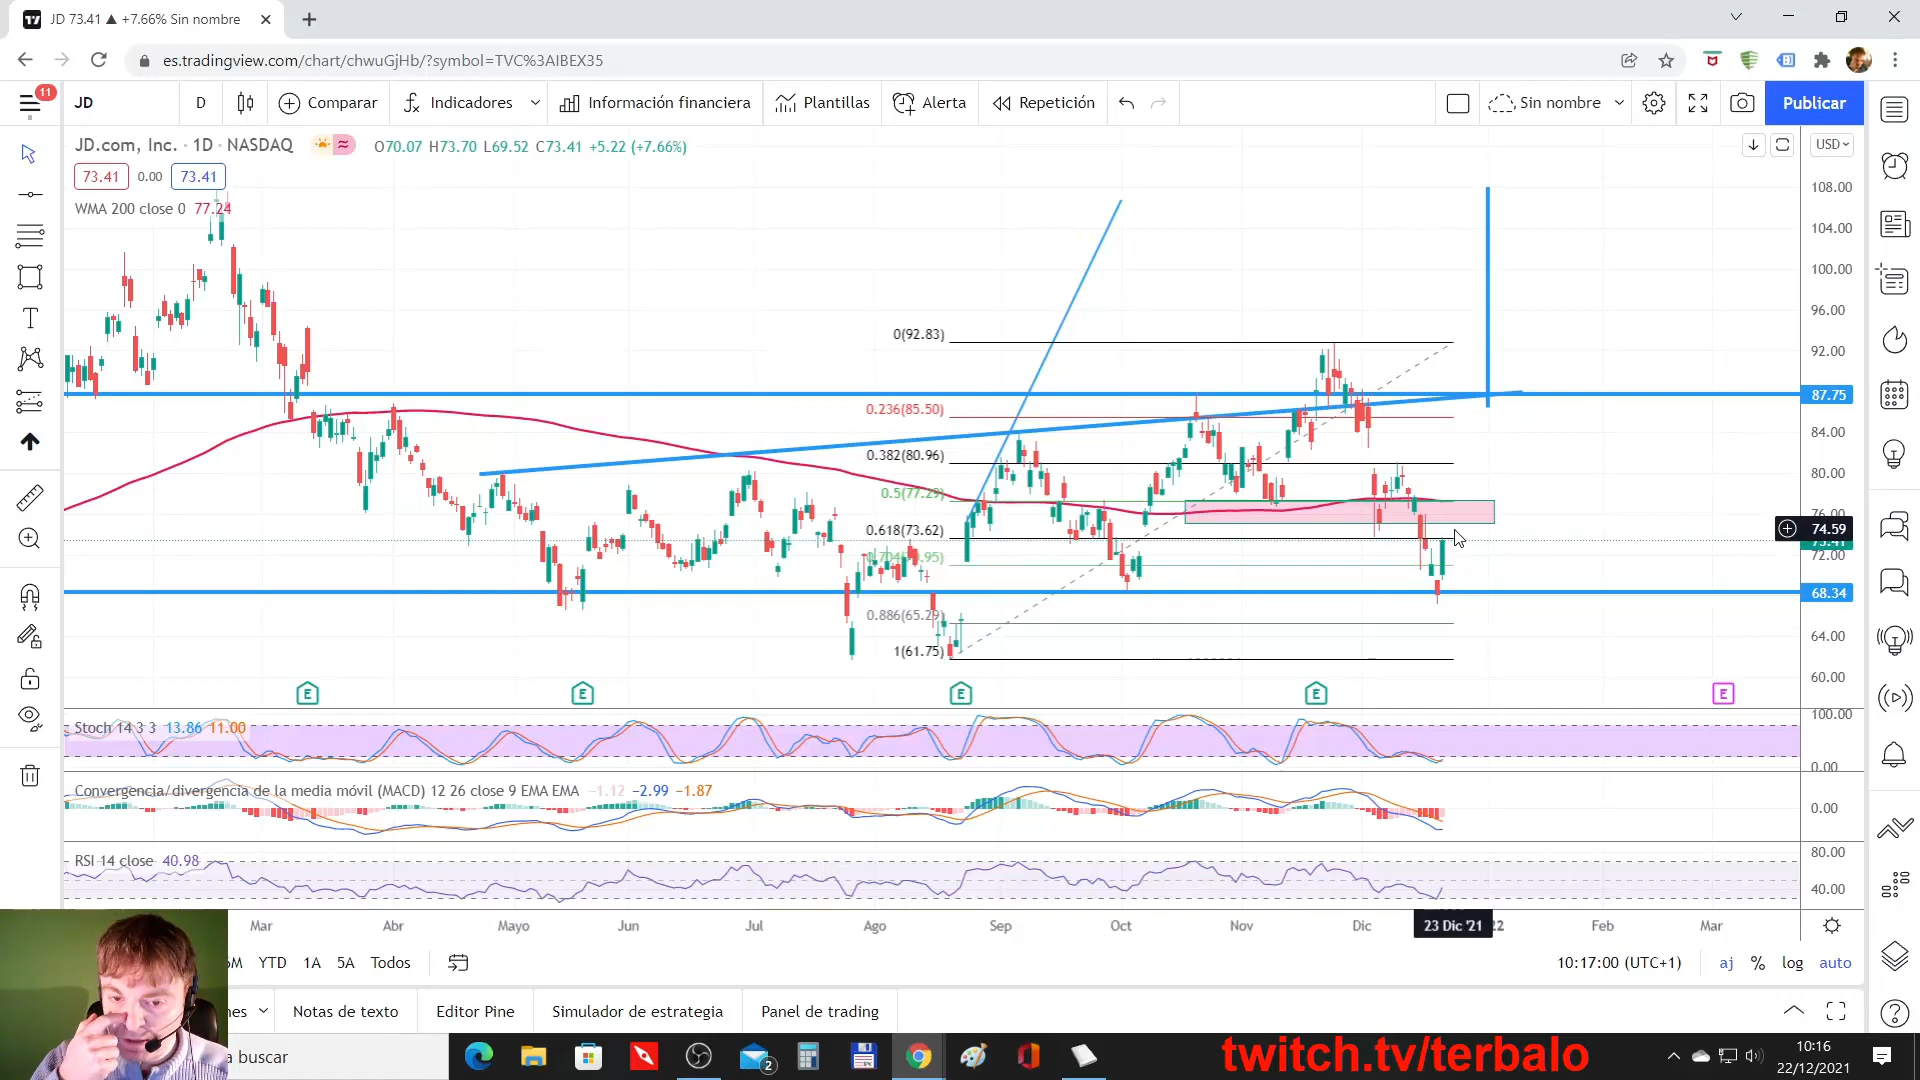 JD 73.41 ▲ +7.66% Sin nombre
es.tradingview.com/chart/chwuGjHb/?symbol=TVC%3AIBEX35
11
JD
D
Comparar
Indicadores
Información financiera
Plantillas
Alerta
Repetición
Sin nombre
Publicar
JD.com, Inc. · 1D · NASDAQ
O70.07 H73.70 L69.52 C73.41 +5.22 (+7.66%)
USD
73.41 0.00 73.41
WMA 200 close 0 77.24
108.00
104.00
100.00
96.00
92.00
87.75
84.00
80.00
76.00
74.59
72.00
68.34
64.00
60.00
0(92.83)
0.236(85.50)
0.382(80.96)
0.5(77.29)
0.618(73.62)
0.886(65.29)
1(61.75)
E E E E E
Stoch 14 3 3 13.86 11.00
100.00
0.00
Convergencia/divergencia de la media móvil (MACD) 12 26 close 9 EMA EMA −1.12 −2.99 −1.87
0.00
RSI 14 close 40.98
80.00
40.00
Mar Abr Mayo Jun Jul Ago Sep Oct Nov Dic 23 Dic '21 Feb Mar
YTD 1A 5A Todos
10:17:00 (UTC+1)
aj % log auto
Notas de texto
Editor Pine
Simulador de estrategia
Panel de trading
buscar
2
twitch.tv/terbalo
10:16
22/12/2021